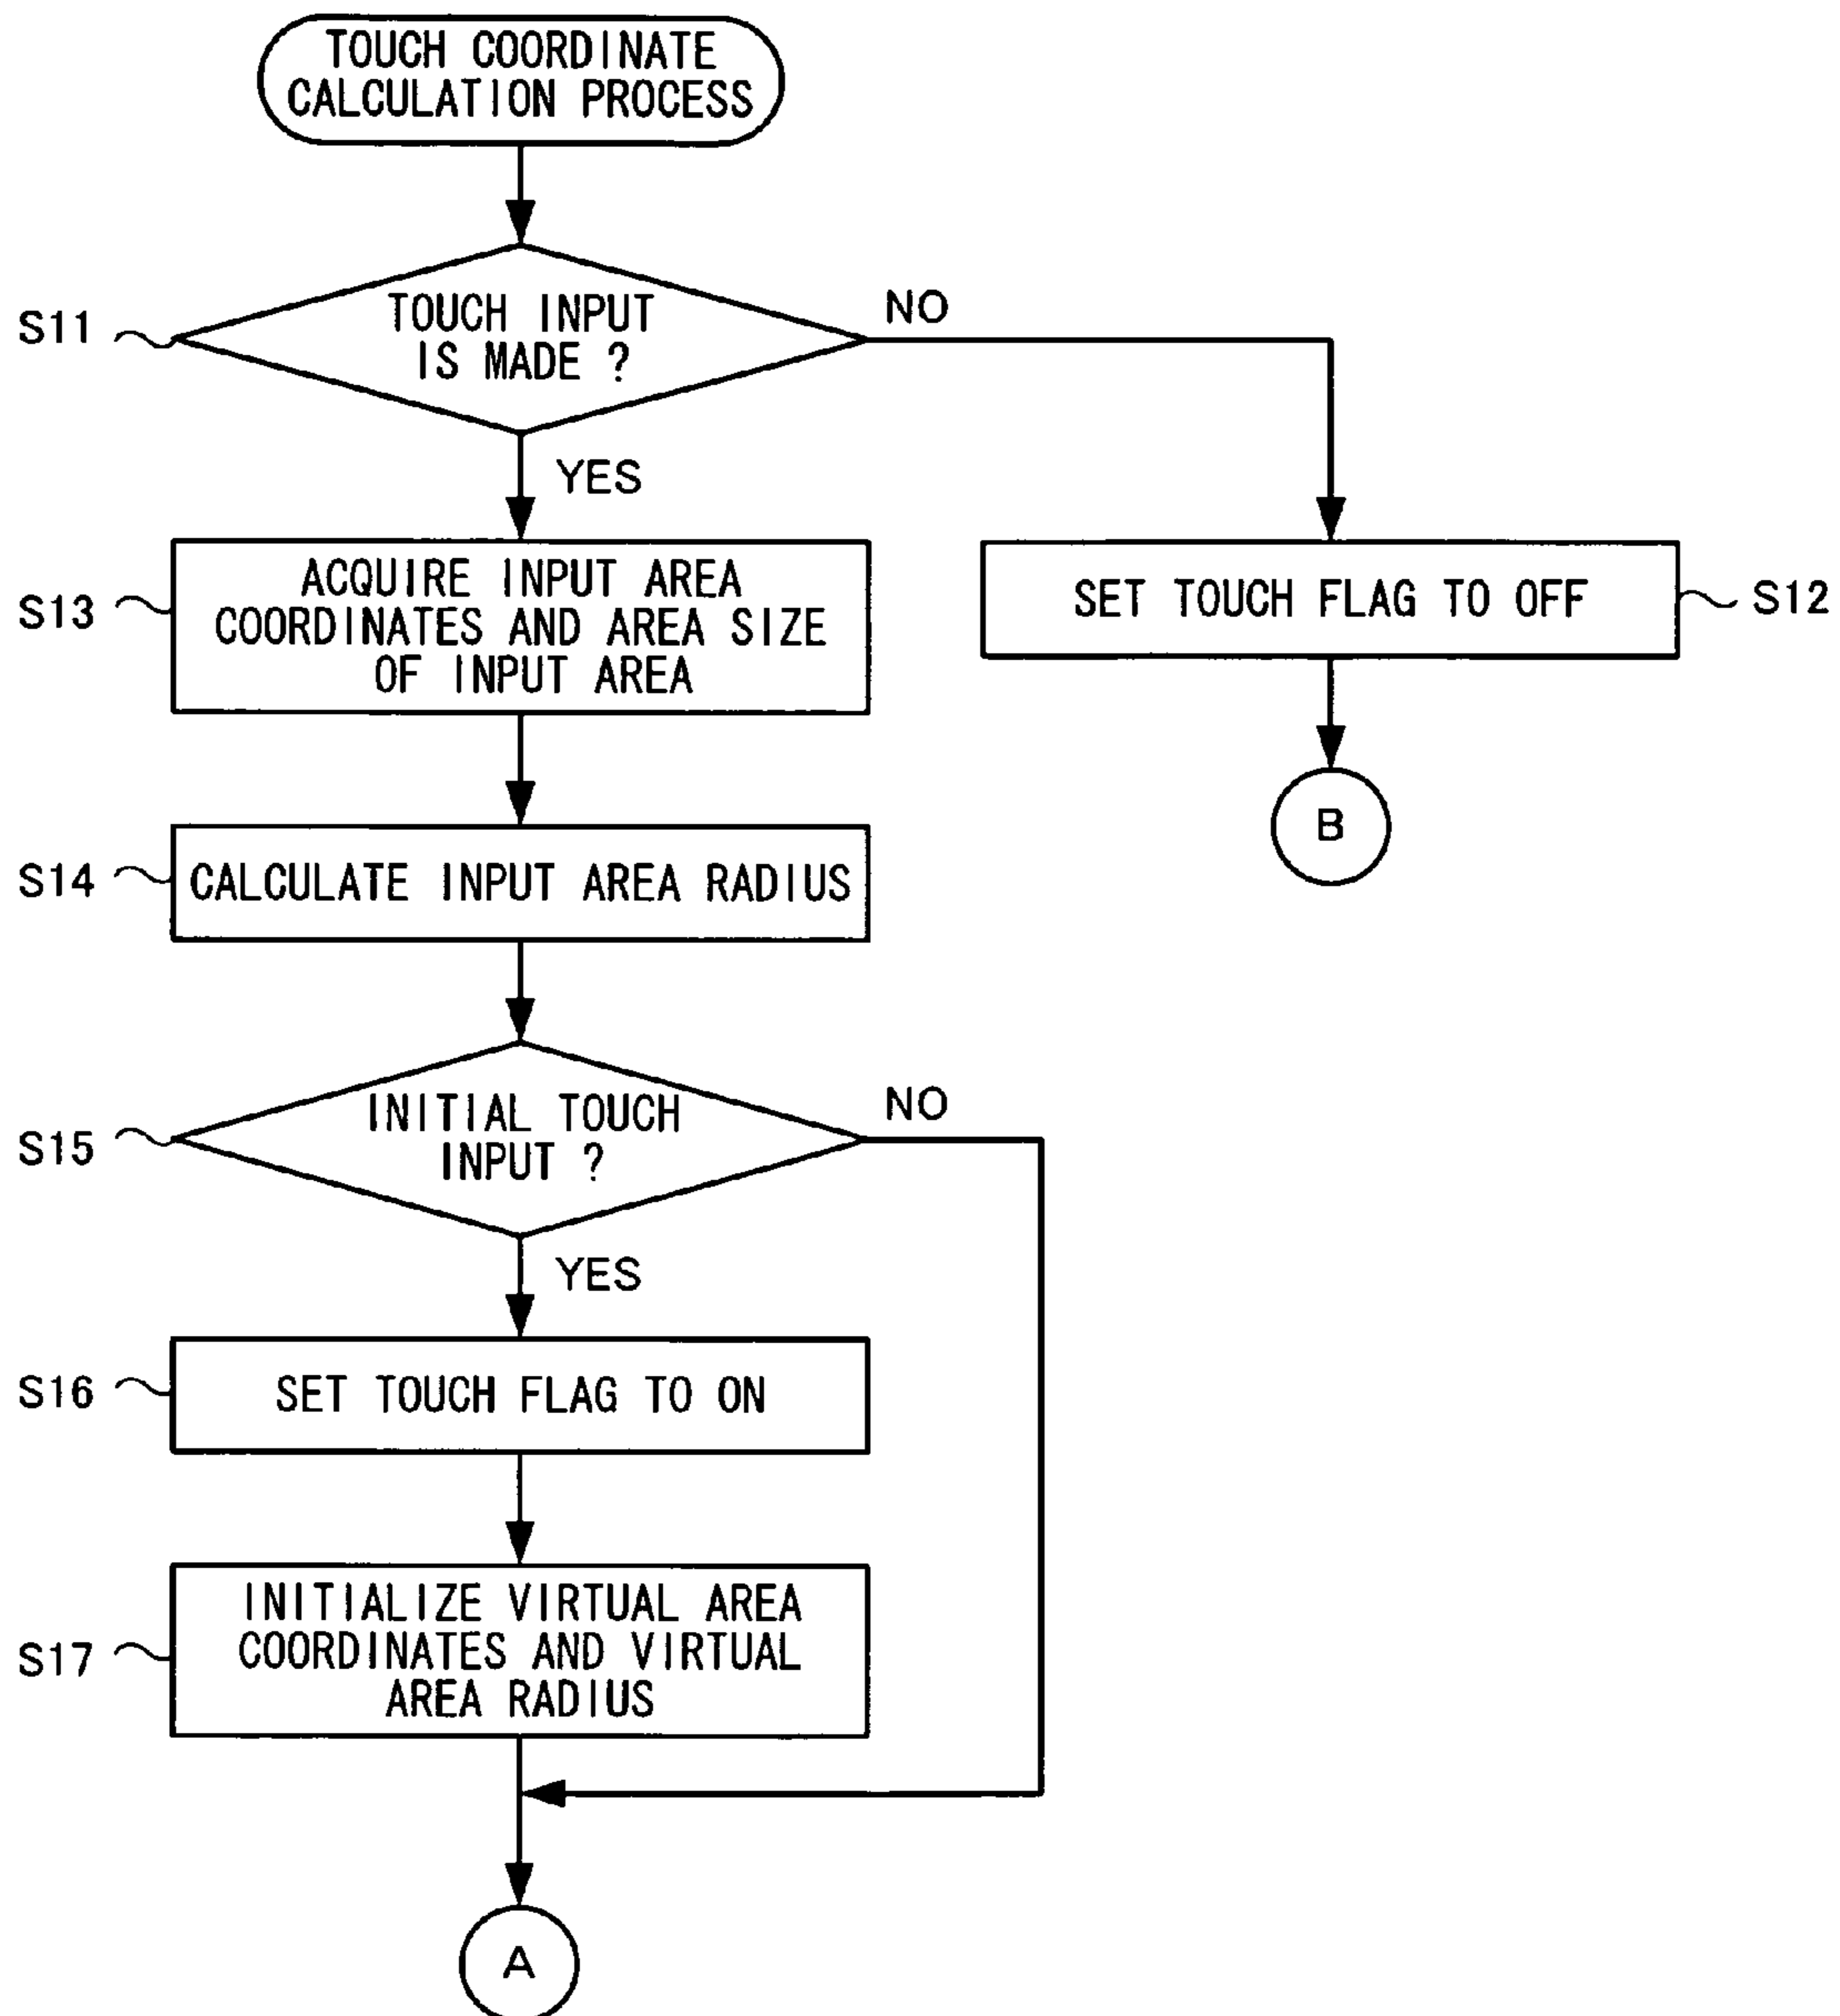 TOUCH COORDINATE
CALCULATION PROCESS
S11
TOUCH INPUT
IS MADE ?
NO
YES
S13
ACQUIRE INPUT AREA
COORDINATES AND AREA SIZE
OF INPUT AREA
SET TOUCH FLAG TO OFF
S12
B
S14
CALCULATE INPUT AREA RADIUS
S15
INITIAL TOUCH
INPUT ?
NO
YES
S16
SET TOUCH FLAG TO ON
S17
INITIALIZE VIRTUAL AREA
COORDINATES AND VIRTUAL
AREA RADIUS
A